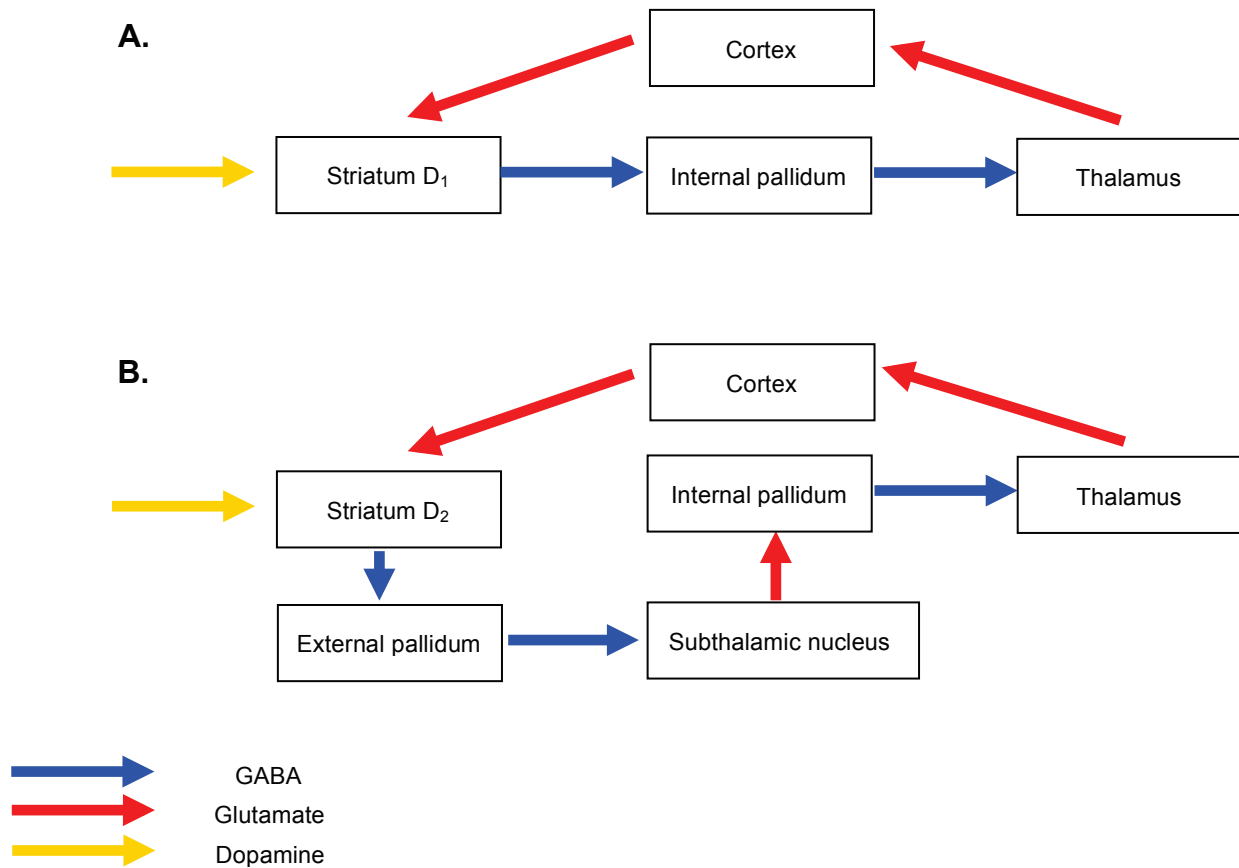 A.
Cortex
Striatum D₁
Internal pallidum
Thalamus
B.
Cortex
Striatum D₂
Internal pallidum
Thalamus
External pallidum
Subthalamic nucleus
GABA
Glutamate
Dopamine